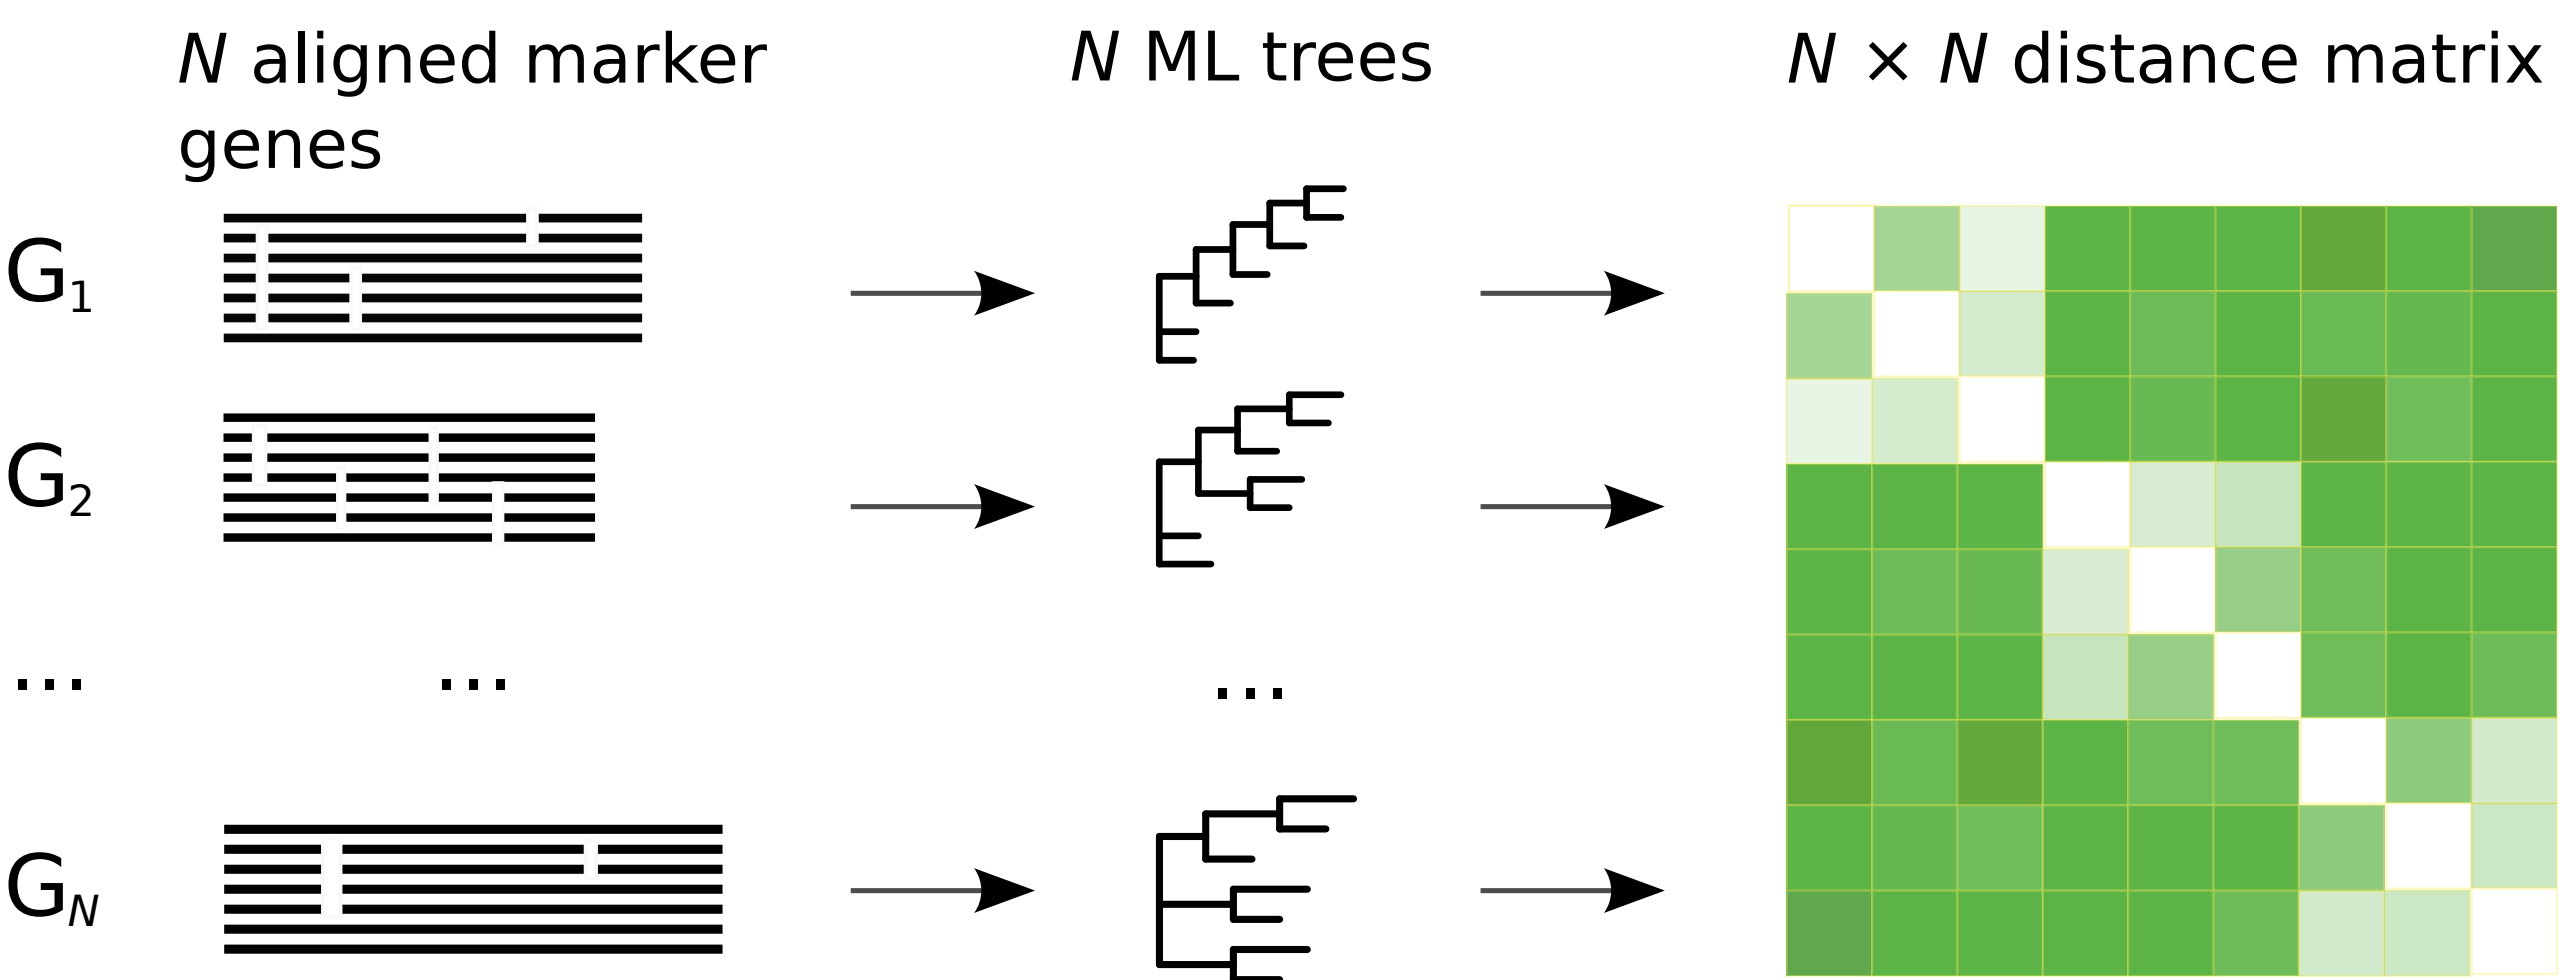 N aligned marker
genes
N ML trees
N × N distance matrix
G1
G2
... ... ...
GN